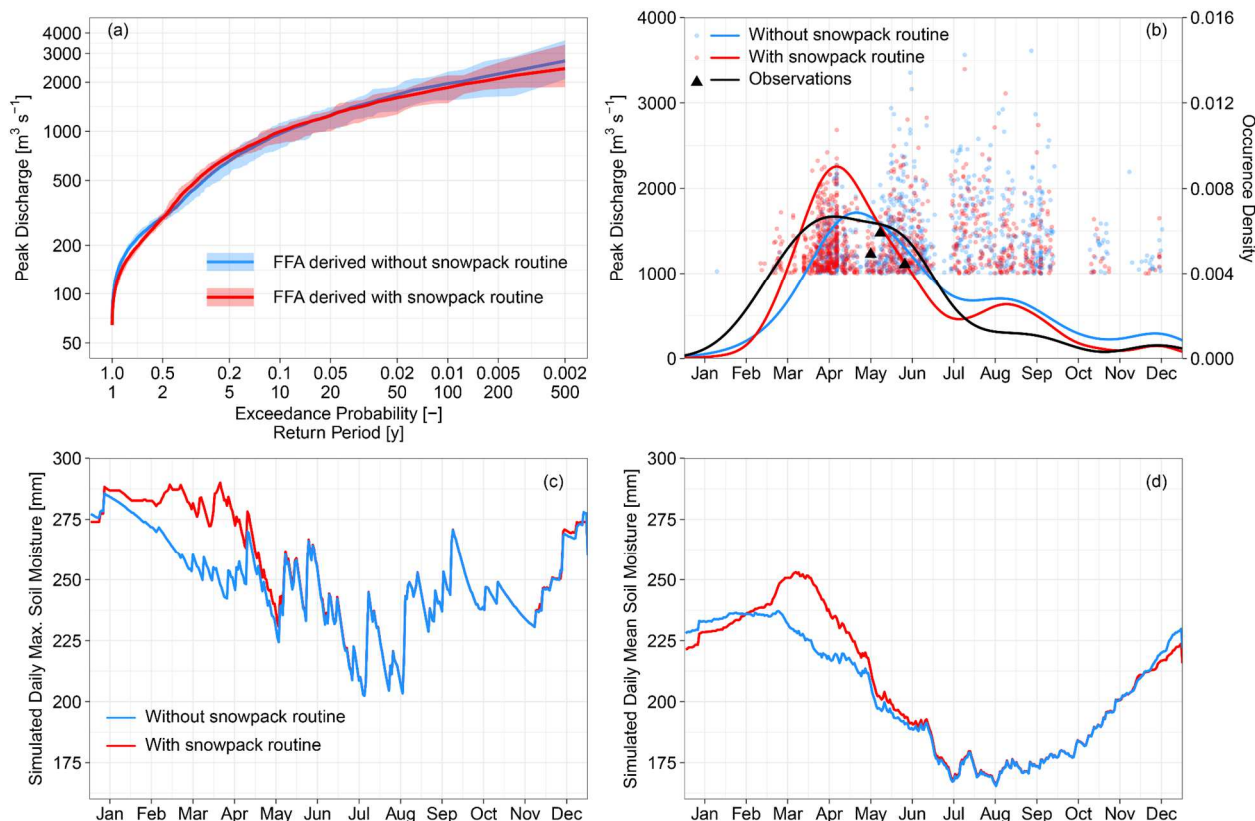 (a)
Peak Discharge [m³ s⁻¹]
3000
2000
1000
500
200
100
50
FFA derived without snowpack routine
FFA derived with snowpack routine
1.0 0.5 0.2 0.1 0.05 0.02 0.01 0.005 0.002
1 2 5 10 20 50 100 200 500
Exceedance Probability [−]
Return Period [y]
(b)
Peak Discharge [m³ s⁻¹]
4000
3000
2000
1000
0
Without snowpack routine
With snowpack routine
Observations
0.016
0.012
0.008
0.004
0.000
Occurence Density
Jan Feb Mar Apr May Jun Jul Aug Sep Oct Nov Dec
(c)
Simulated Daily Max. Soil Moisture [mm]
300
275
250
225
200
175
Without snowpack routine
With snowpack routine
Jan Feb Mar Apr May Jun Jul Aug Sep Oct Nov Dec
(d)
Simulated Daily Mean Soil Moisture [mm]
300
275
250
225
200
175
Jan Feb Mar Apr May Jun Jul Aug Sep Oct Nov Dec